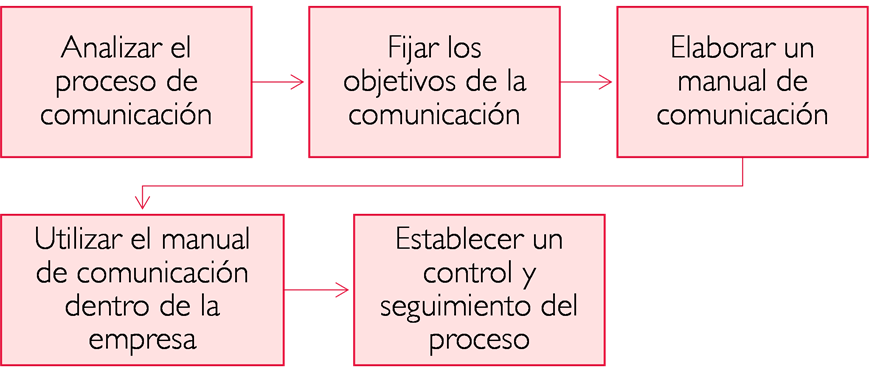 Analizar el
proceso de
comunicación
Fijar los
objetivos de la
comunicación
Elaborar un
manual de
comunicación
Utilizar el manual
de comunicación
dentro de la
empresa
Establecer un
control y
seguimiento del
proceso